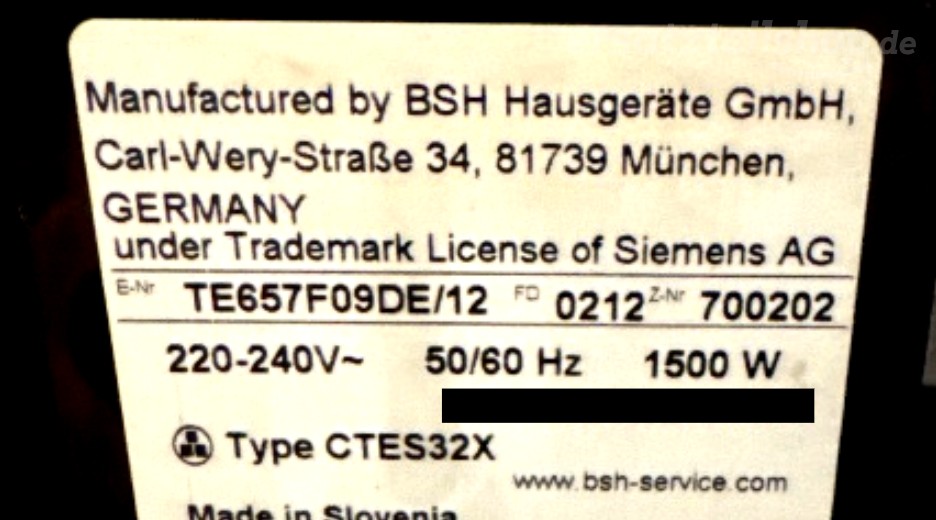 Manufactured by BSH Hausgeräte GmbH,
Carl-Wery-Straße 34, 81739 München,
GERMANY
under Trademark License of Siemens AG
E-Nr TE657F09DE/12 FD 0212 Z-Nr 700202
220-240V~ 50/60 Hz 1500 W
Type CTES32X
www.bsh-service.com
Made in Slovenia